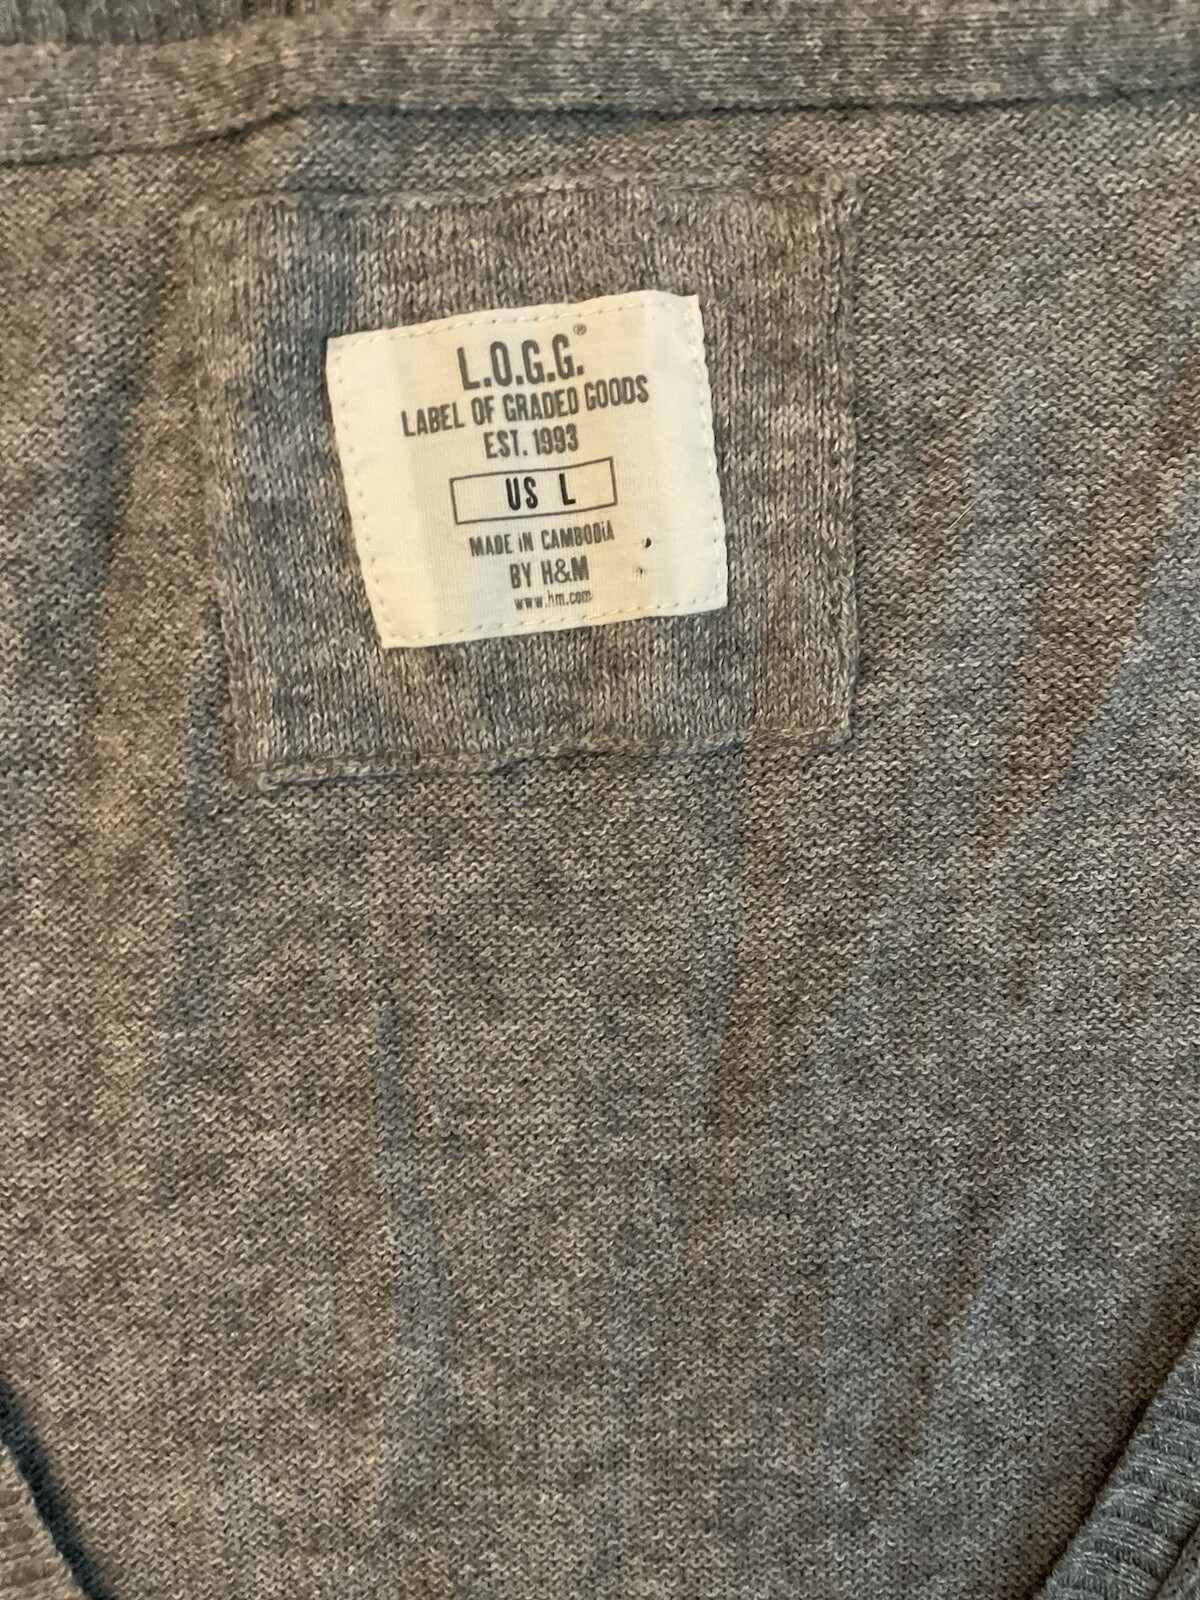 L.O.G.G.®
LABEL OF GRADED GOODS
EST. 1993
US L
MADE iN CAMBODiA
BY H&M
www.hm.com